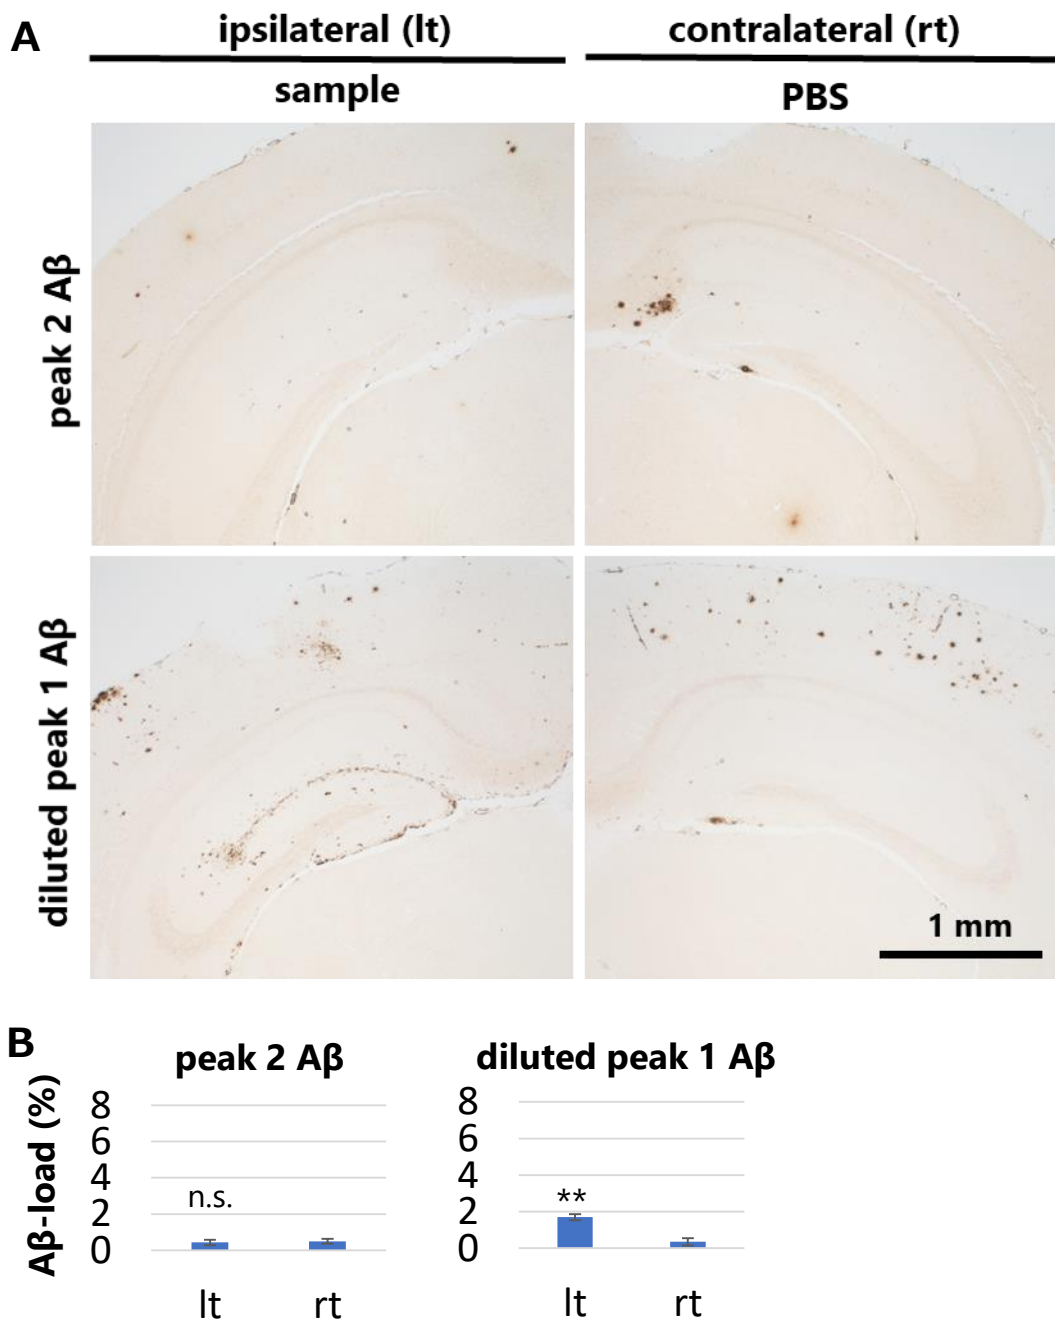 A
ipsilateral (lt)
contralateral (rt)
sample
PBS
peak 2 Aβ
diluted peak 1 Aβ
1 mm
B
peak 2 Aβ
diluted peak 1 Aβ
Aβ-load (%)
8
6
4
2
0
n.s.
lt
rt
8
6
4
2
0
**
lt
rt